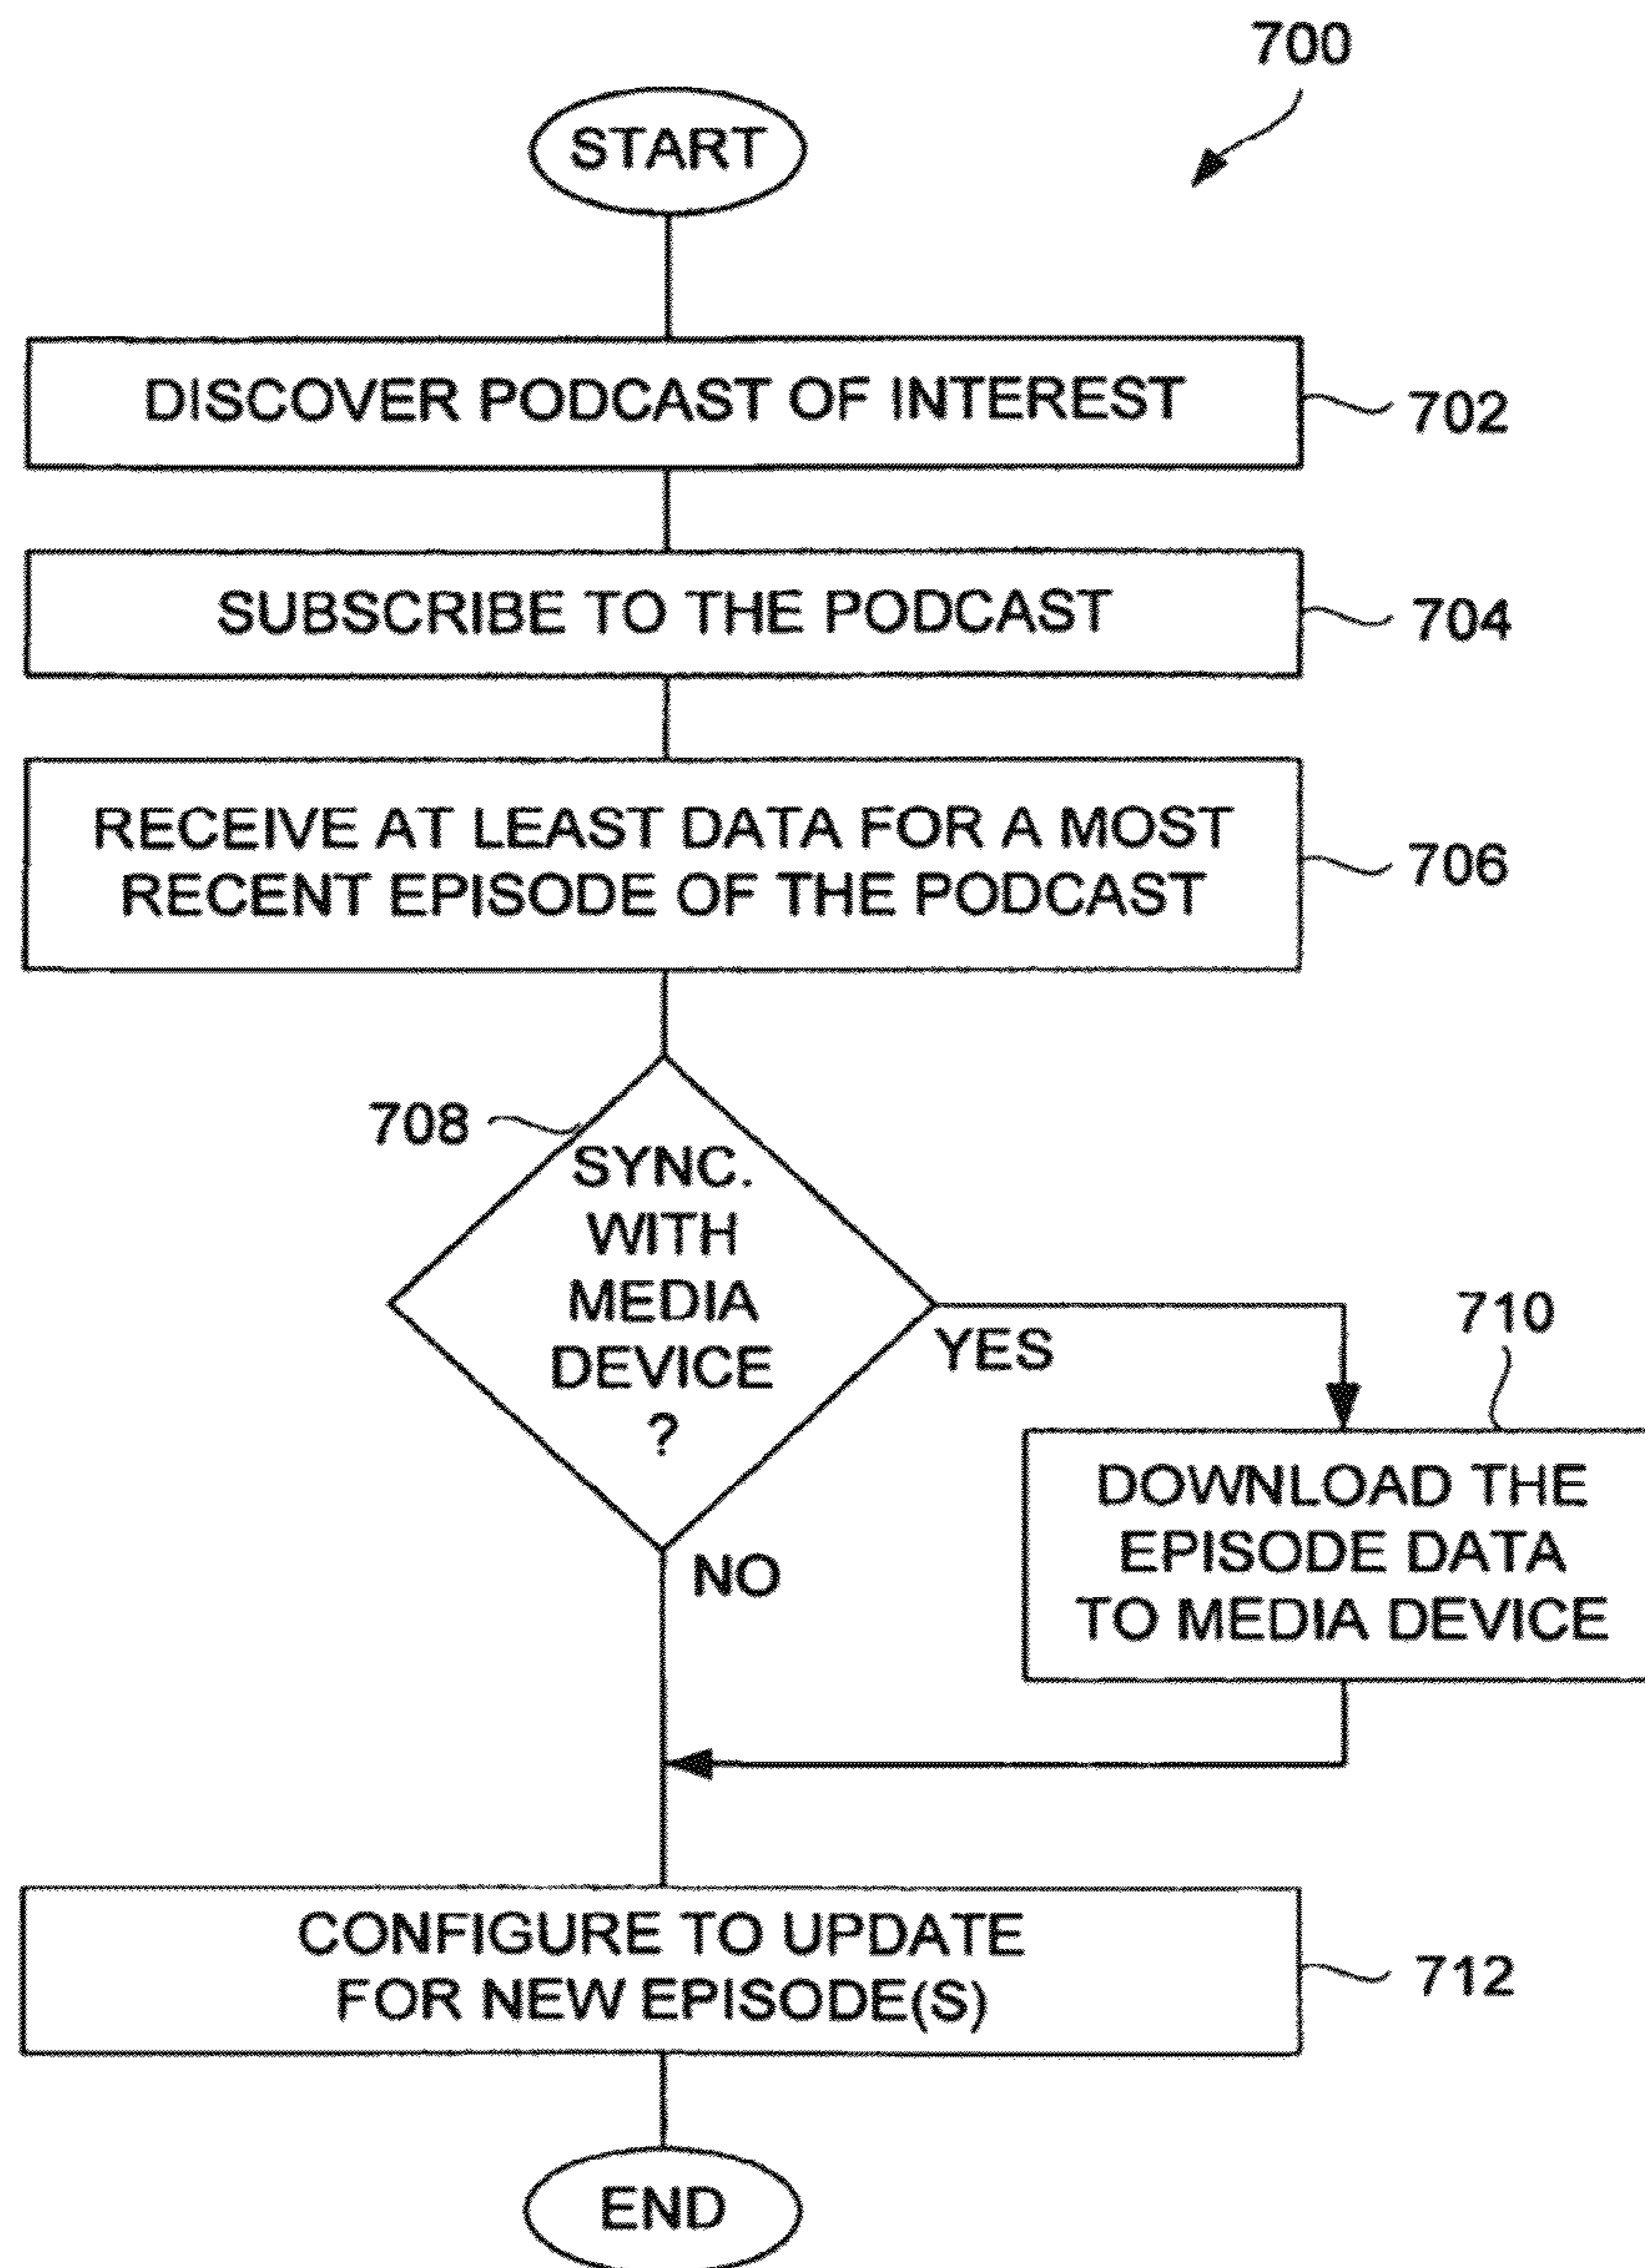 700
START
DISCOVER PODCAST OF INTEREST
702
SUBSCRIBE TO THE PODCAST
704
RECEIVE AT LEAST DATA FOR A MOST
RECENT EPISODE OF THE PODCAST
706
708
SYNC.
WITH
MEDIA
DEVICE
?
YES
NO
710
DOWNLOAD THE
EPISODE DATA
TO MEDIA DEVICE
CONFIGURE TO UPDATE
FOR NEW EPISODE(S)
712
END